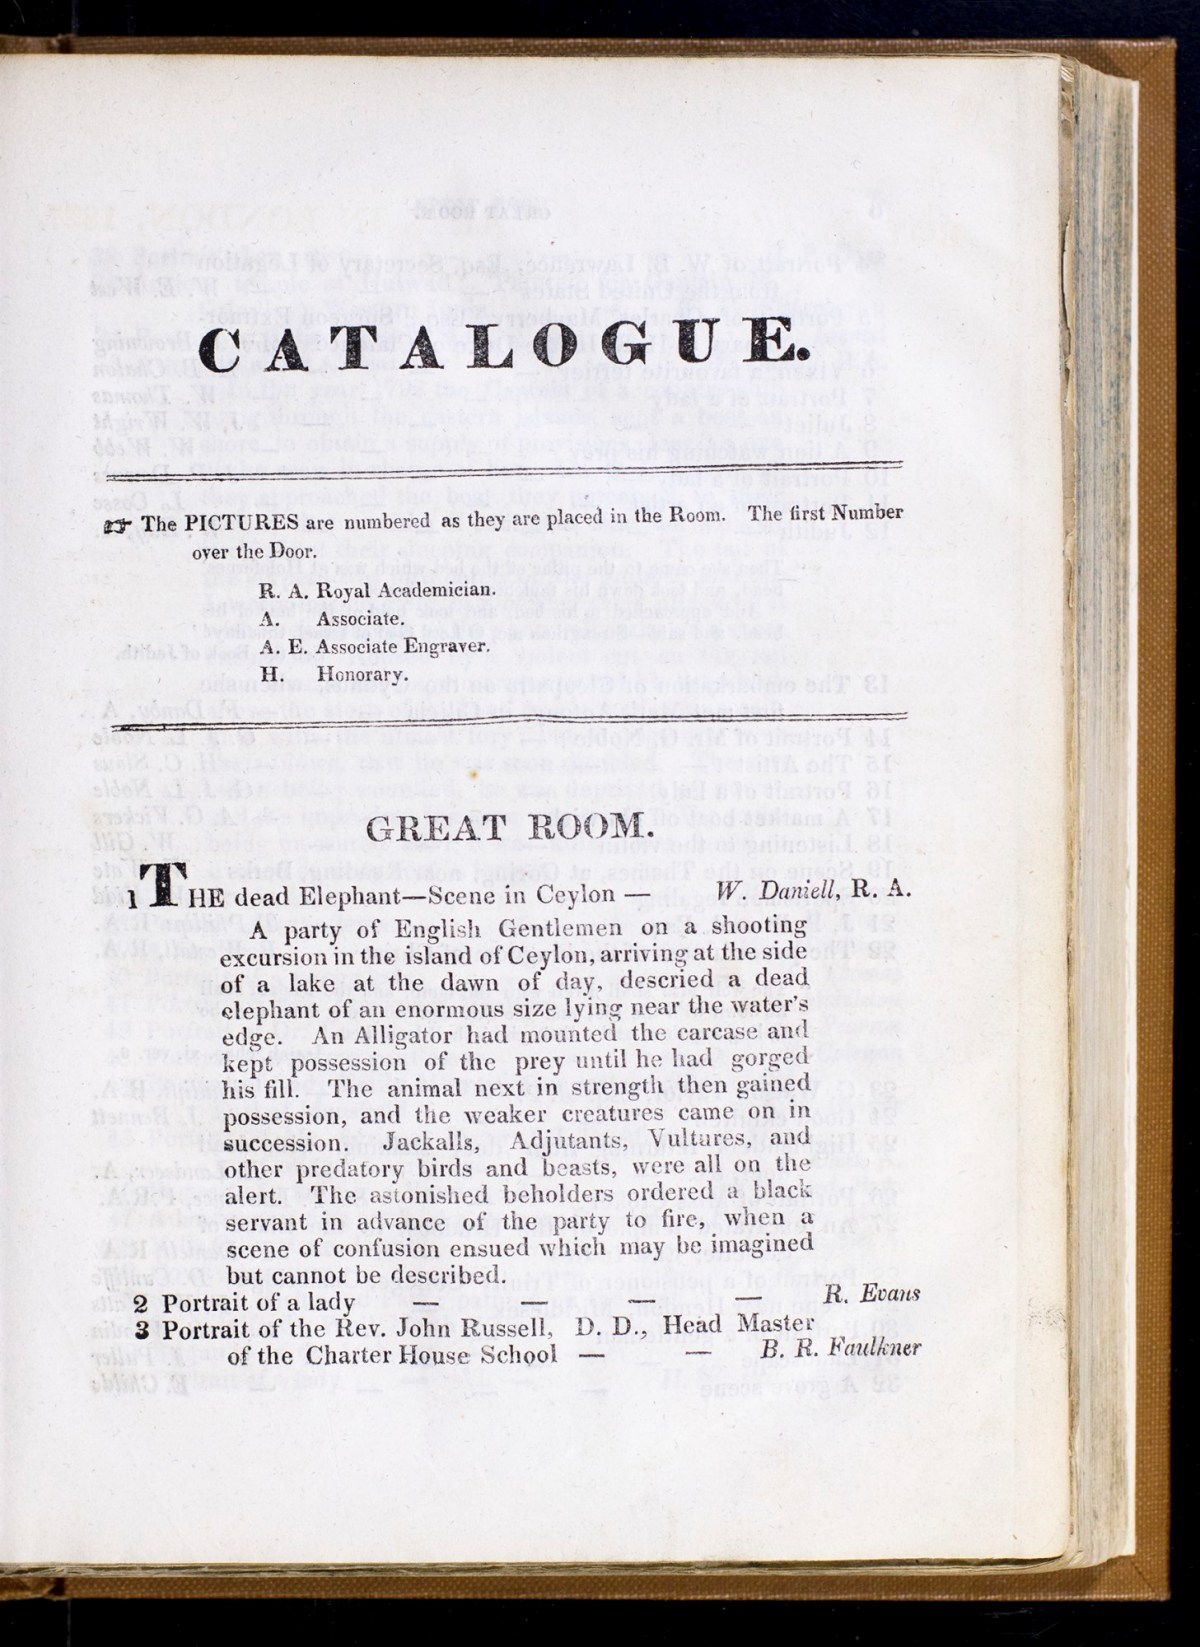 CATALOGUE.
☞ The PICTURES are numbered as they are placed in the Room. The first Number
over the Door.
R. A. Royal Academician.
A. Associate.
A. E. Associate Engraver.
H. Honorary.
GREAT ROOM.
1 THE dead Elephant—Scene in Ceylon — W. Daniell, R. A.
A party of English Gentlemen on a shooting
excursion in the island of Ceylon, arriving at the side
of a lake at the dawn of day, descried a dead
elephant of an enormous size lying near the water's
edge. An Alligator had mounted the carcase and
kept possession of the prey until he had gorged
his fill. The animal next in strength then gained
possession, and the weaker creatures came on in
succession. Jackalls, Adjutants, Vultures, and
other predatory birds and beasts, were all on the
alert. The astonished beholders ordered a black
servant in advance of the party to fire, when a
scene of confusion ensued which may be imagined
but cannot be described.
2 Portrait of a lady — — — — R. Evans
3 Portrait of the Rev. John Russell, D. D., Head Master
of the Charter House School — — B. R. Faulkner